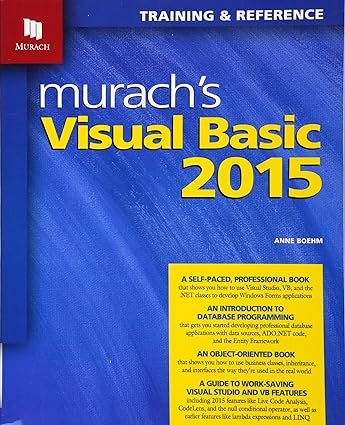 TRAINING & REFERENCE
MURACH
murach's
Visual Basic
2015
ANNE BOEHM
A SELF-PACED, PROFESSIONAL BOOK
that shows you how to use Visual Studio, VB, and the
.NET classes to develop Windows Forms applications
AN INTRODUCTION TO
DATABASE PROGRAMMING
that gets you started developing professional database
applications with data sources, ADO.NET code,
and the Entity Framework
AN OBJECT-ORIENTED BOOK
that shows you how to use business classes, inheritance,
and interfaces the way they're used in the real world
A GUIDE TO WORK-SAVING
VISUAL STUDIO AND VB FEATURES
including 2015 features like Live Code Analysis,
CodeLens, and the null conditional operator, as well as
earlier features like lambda expressions and LINQ